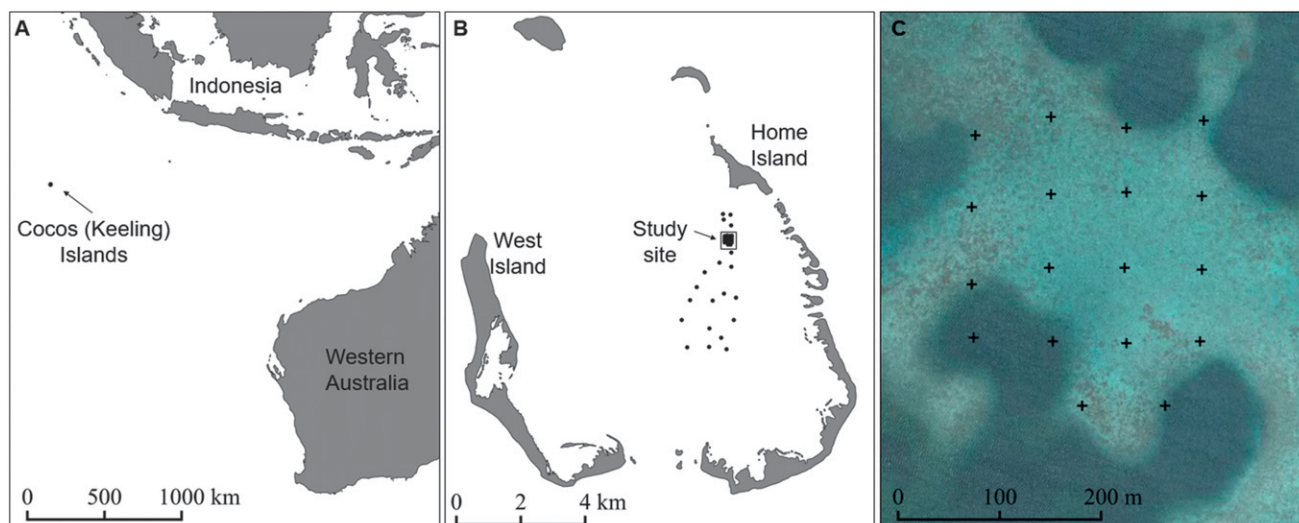 A
Indonesia
Cocos (Keeling)
Islands
Western
Australia
0 500 1000 km
B
Home
Island
Study
site
West
Island
0 2 4 km
C
0 100 200 m